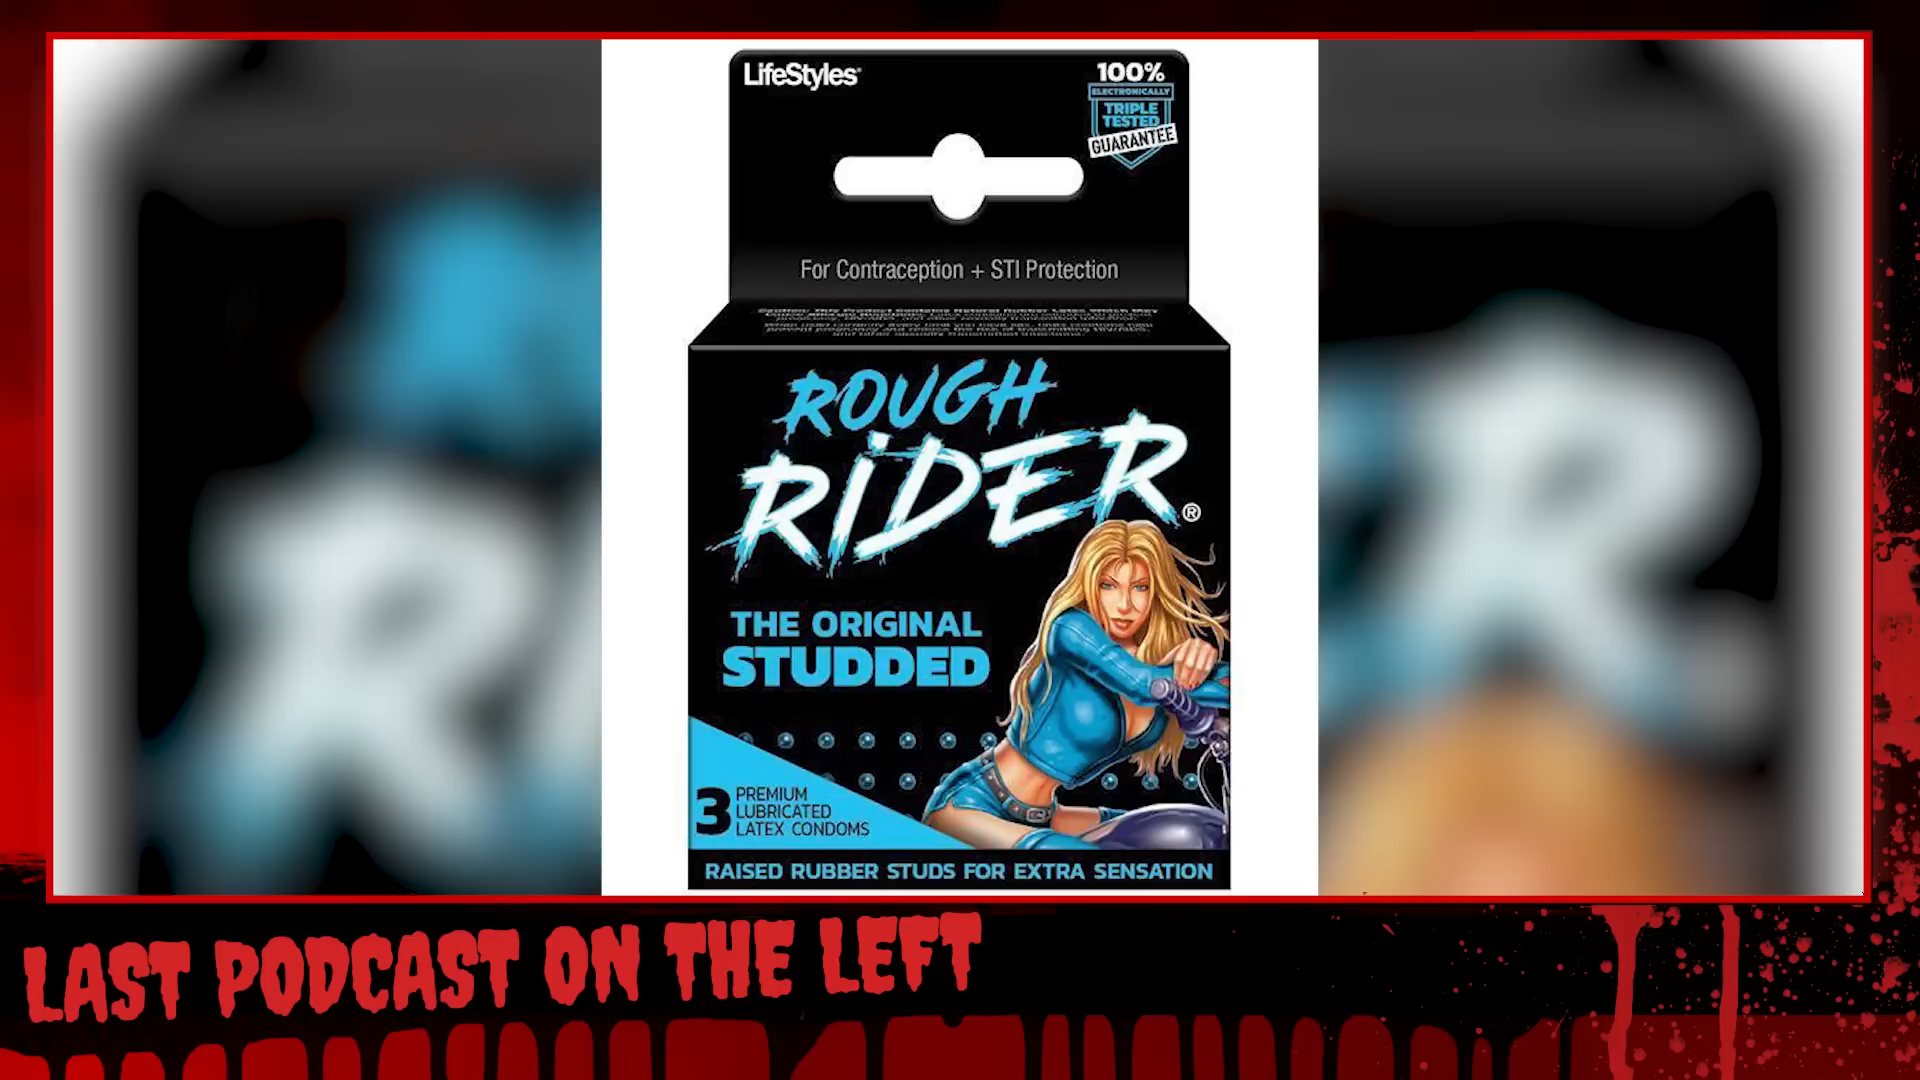 LifeStyles
100%
ELECTRONICALLY
TRIPLE
TESTED
GUARANTEE
For Contraception + STI Protection
ROUGH
RIDER®
THE ORIGINAL
STUDDED
3 PREMIUM
LUBRICATED
LATEX CONDOMS
RAISED RUBBER STUDS FOR EXTRA SENSATION
LAST PODCAST ON THE LEFT